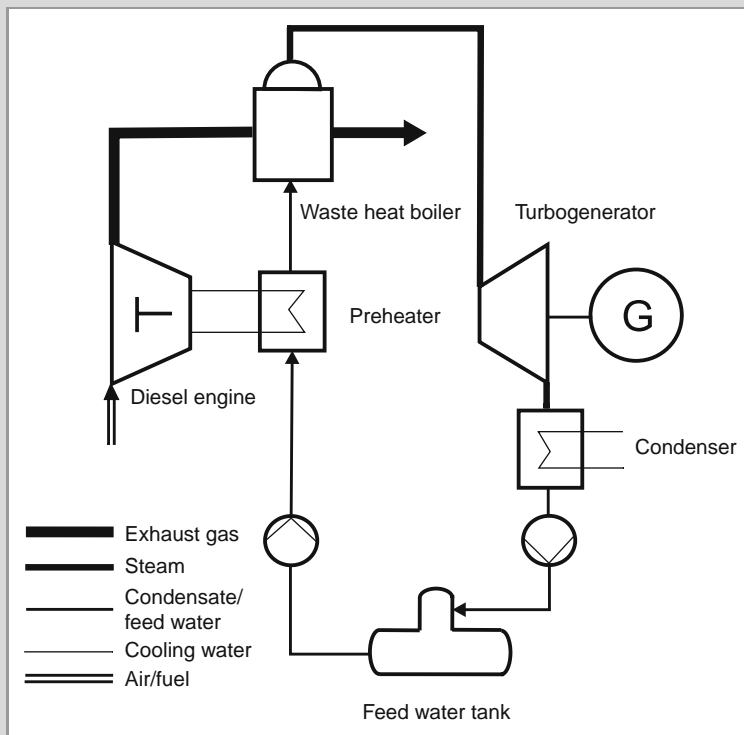 Waste heat boiler
Turbogenerator
T
Preheater
G
Diesel engine
Condenser
Exhaust gas
Steam
Condensate/
feed water
Cooling water
Air/fuel
Feed water tank